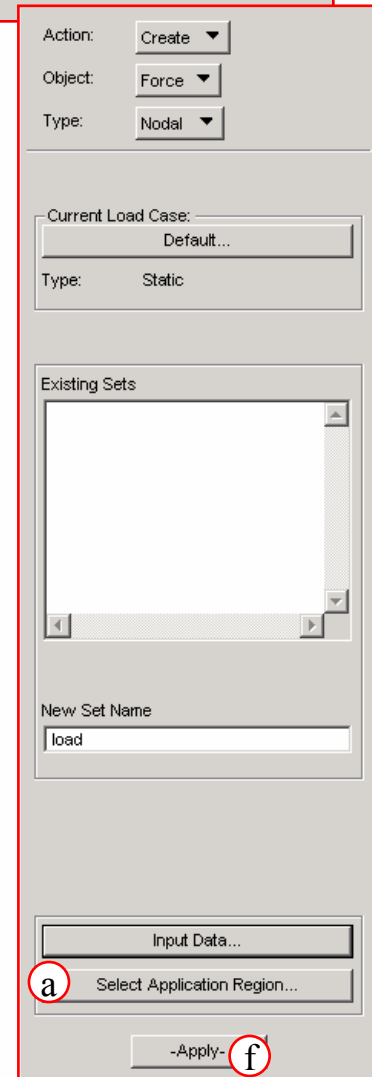 Action: Create
Object: Force
Type: Nodal
Current Load Case:
Default...
Type: Static
Existing Sets
New Set Name
load
Input Data...
a Select Application Region...
-Apply- f